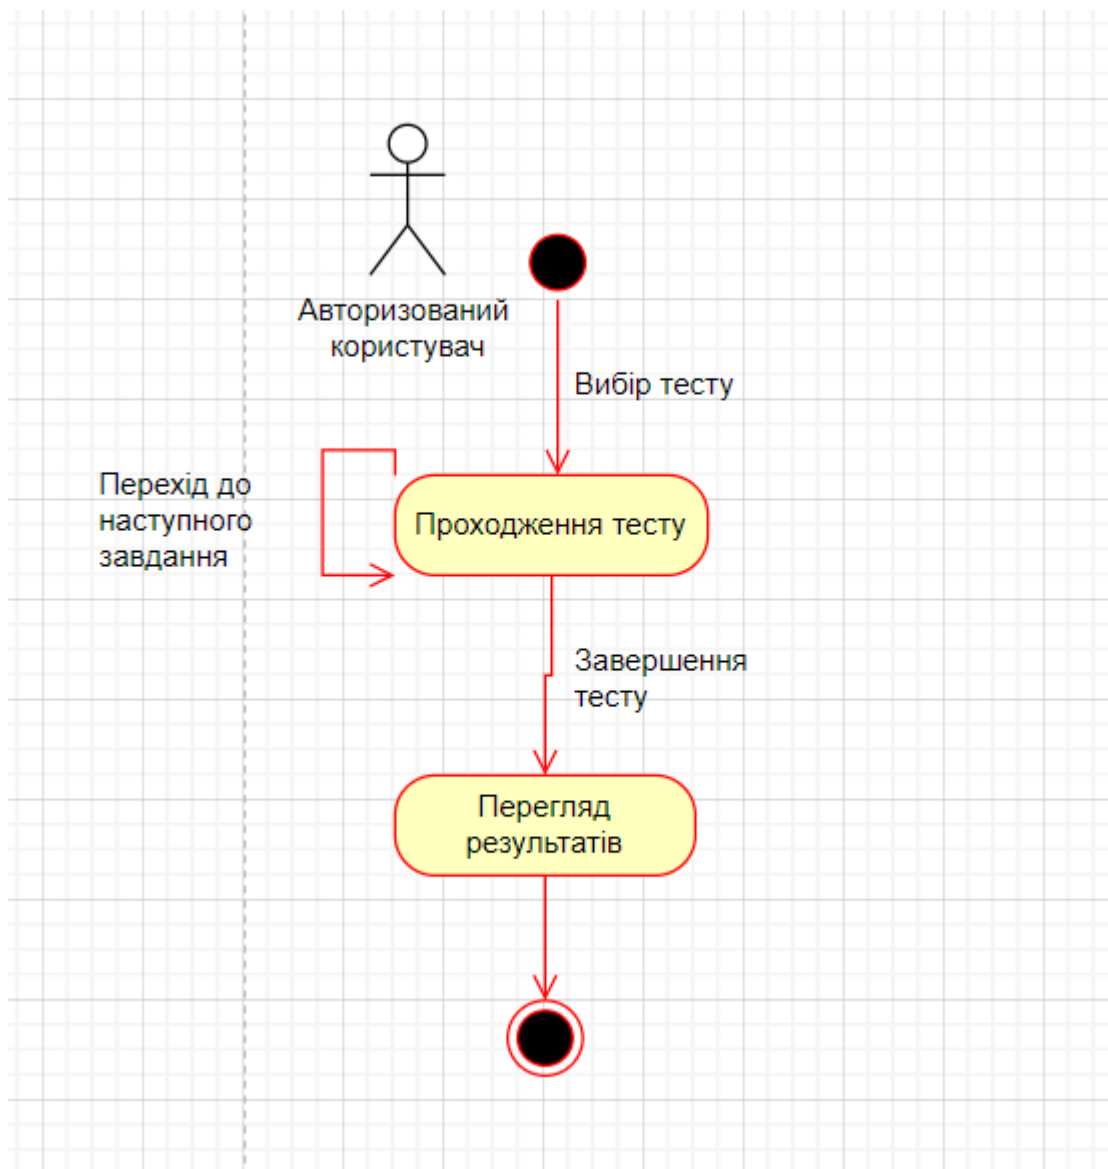 Авторизований
користувач
Вибір тесту
Перехід до
наступного
завдання
Проходження тесту
Завершення
тесту
Перегляд
результатів